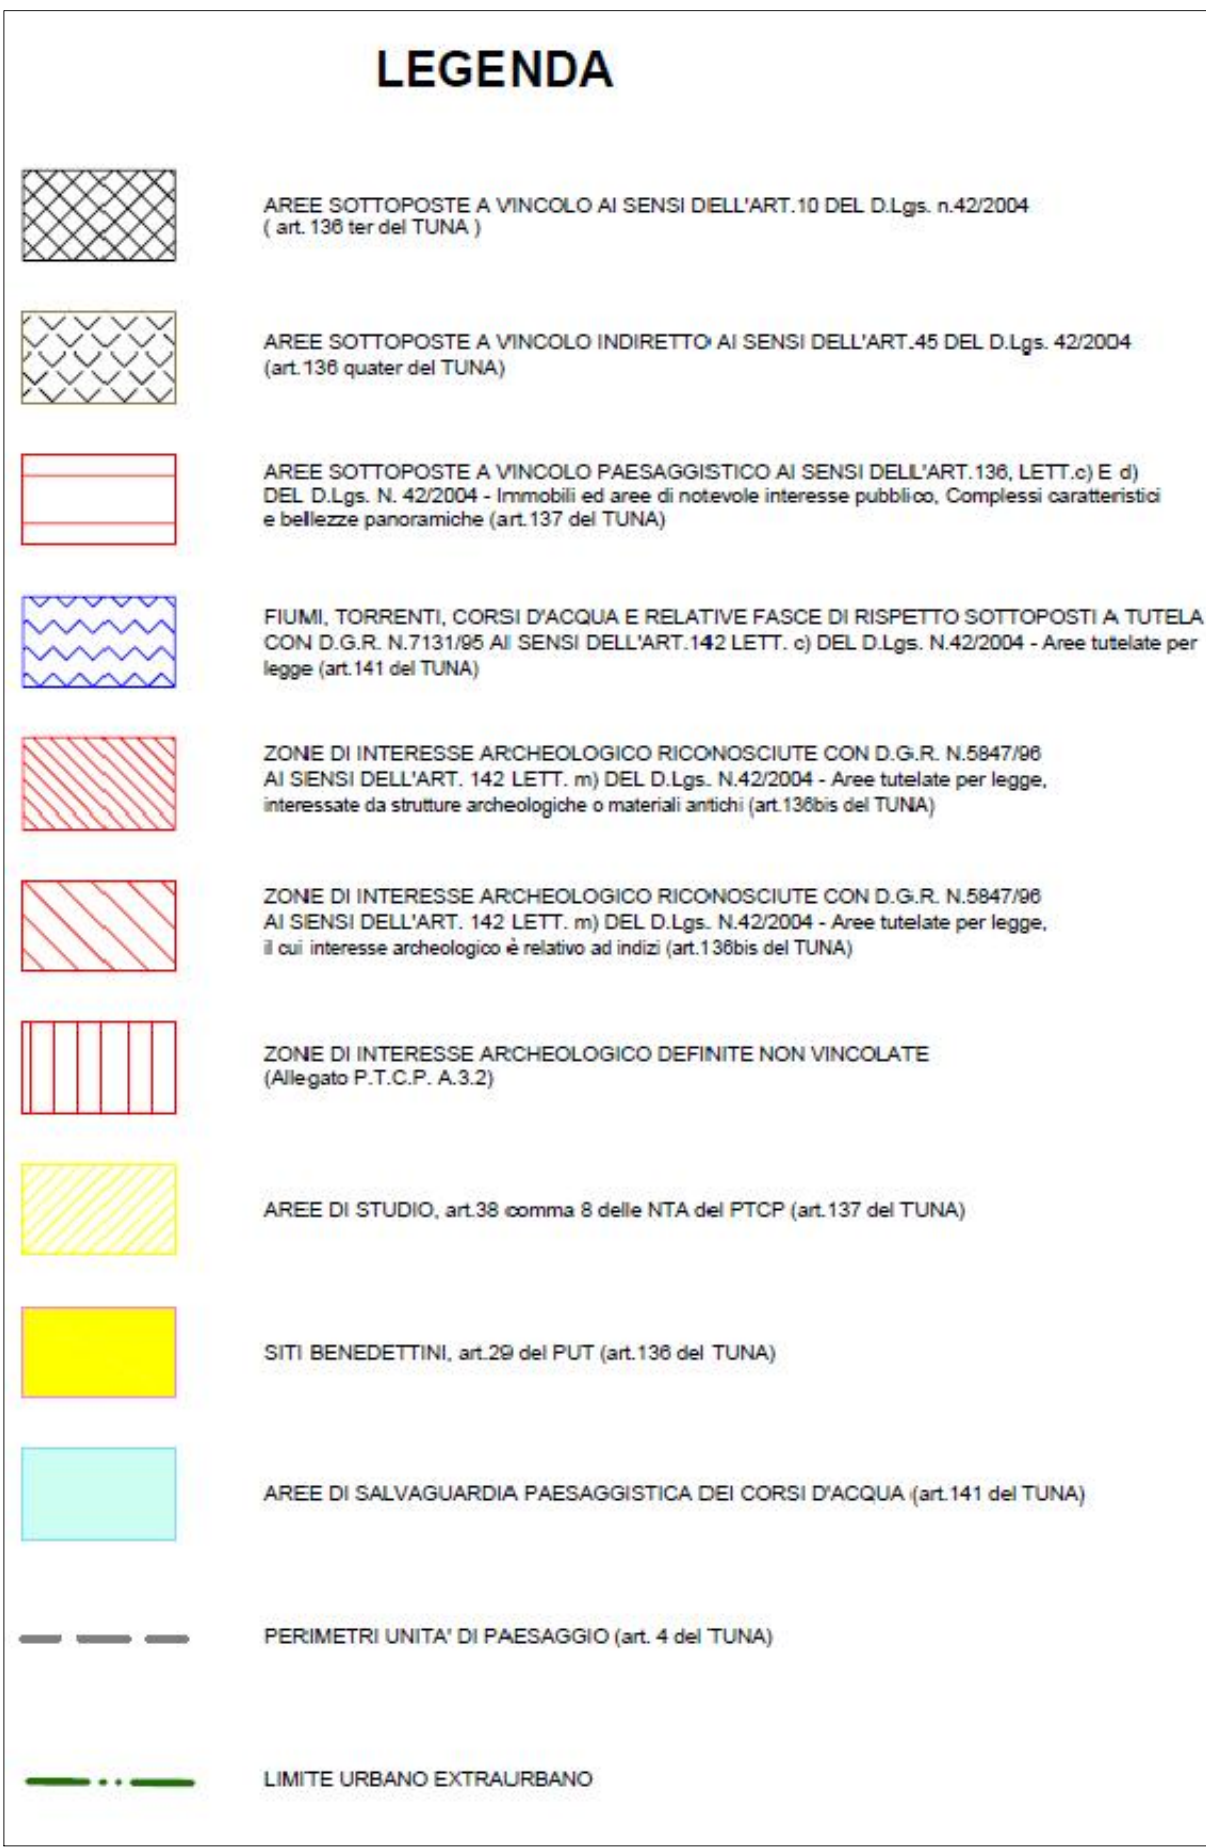 LEGENDA
AREE SOTTOPOSTE A VINCOLO AI SENSI DELL'ART.10 DEL D.Lgs. n.42/2004
( art. 136 ter del TUNA )
AREE SOTTOPOSTE A VINCOLO INDIRETTO AI SENSI DELL'ART.45 DEL D.Lgs. 42/2004
(art.136 quater del TUNA)
AREE SOTTOPOSTE A VINCOLO PAESAGGISTICO AI SENSI DELL'ART.136, LETT.c) E d)
DEL D.Lgs. N. 42/2004 - Immobili ed aree di notevole interesse pubblico, Complessi caratteristici
e bellezze panoramiche (art.137 del TUNA)
FIUMI, TORRENTI, CORSI D'ACQUA E RELATIVE FASCE DI RISPETTO SOTTOPOSTI A TUTELA
CON D.G.R. N.7131/95 AI SENSI DELL'ART.142 LETT. c) DEL D.Lgs. N.42/2004 - Aree tutelate per
legge (art.141 del TUNA)
ZONE DI INTERESSE ARCHEOLOGICO RICONOSCIUTE CON D.G.R. N.5847/96
AI SENSI DELL'ART. 142 LETT. m) DEL D.Lgs. N.42/2004 - Aree tutelate per legge,
interessate da strutture archeologiche o materiali antichi (art.136bis del TUNA)
ZONE DI INTERESSE ARCHEOLOGICO RICONOSCIUTE CON D.G.R. N.5847/96
AI SENSI DELL'ART. 142 LETT. m) DEL D.Lgs. N.42/2004 - Aree tutelate per legge,
il cui interesse archeologico è relativo ad indizi (art.136bis del TUNA)
ZONE DI INTERESSE ARCHEOLOGICO DEFINITE NON VINCOLATE
(Allegato P.T.C.P. A.3.2)
AREE DI STUDIO, art.38 comma 8 delle NTA del PTCP (art.137 del TUNA)
SITI BENEDETTINI, art.29 del PUT (art.136 del TUNA)
AREE DI SALVAGUARDIA PAESAGGISTICA DEI CORSI D'ACQUA (art.141 del TUNA)
PERIMETRI UNITA' DI PAESAGGIO (art. 4 del TUNA)
LIMITE URBANO EXTRAURBANO